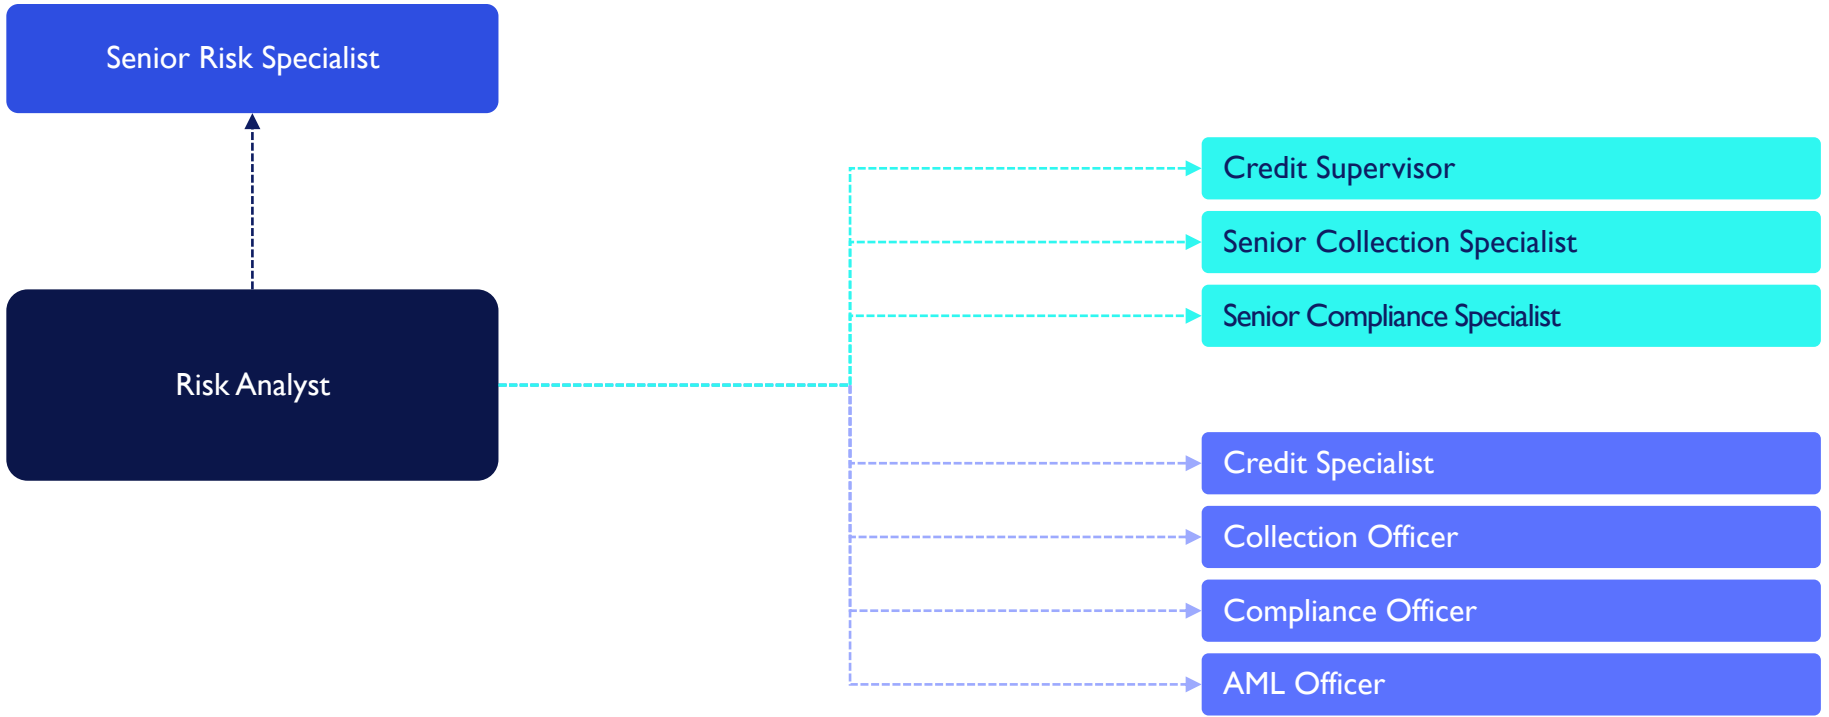 Senior Risk Specialist
Risk Analyst
Credit Supervisor
Senior Collection Specialist
Senior Compliance Specialist
Credit Specialist
Collection Officer
Compliance Officer
AML Officer